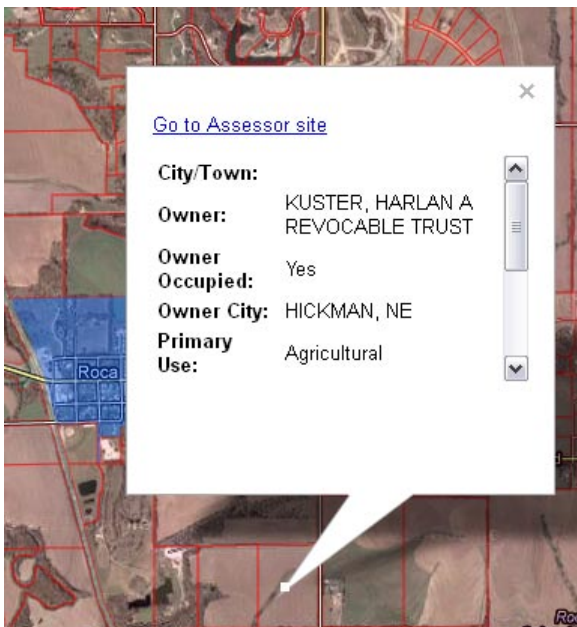 Go to Assessor site
City/Town:
Owner: KUSTER, HARLAN A
REVOCABLE TRUST
Owner
Occupied: Yes
Owner City: HICKMAN, NE
Primary
Use: Agricultural
Roca